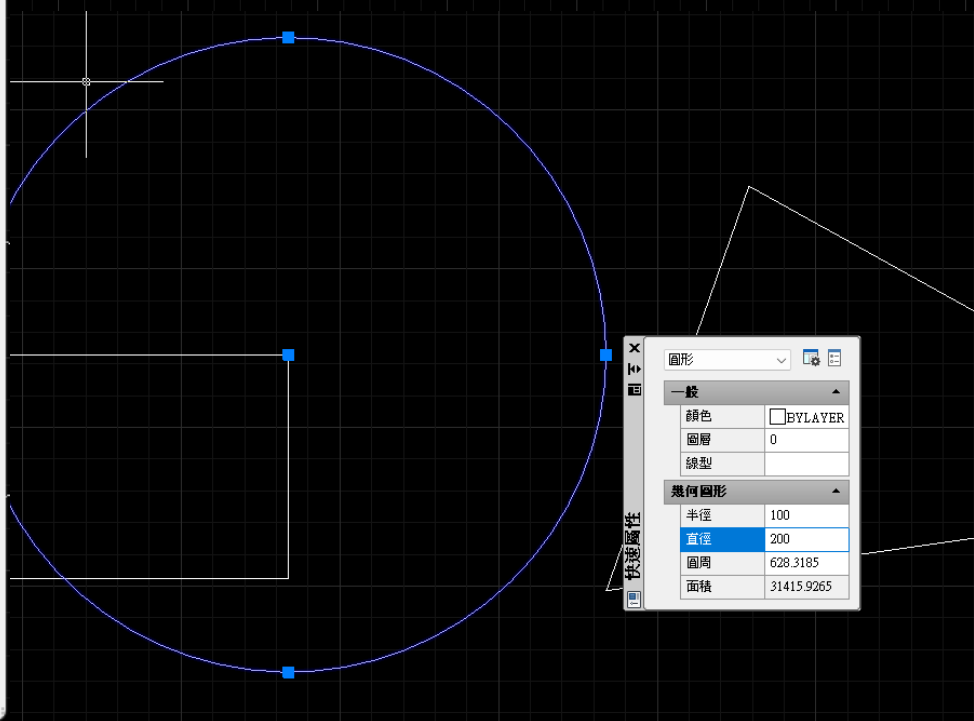 圓形
一般
顏色 BYLAYER
圖層 0
線型
幾何圖形
半徑 100
直徑 200
圓周 628.3185
面積 31415.9265
快速屬性